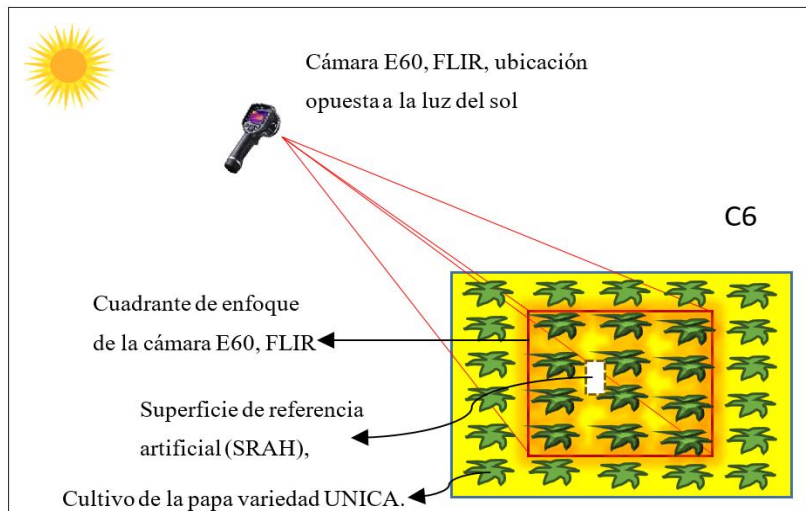 Cámara E60, FLIR, ubicación
opuesta a la luz del sol
C6
Cuadrante de enfoque
de la cámara E60, FLIR
Superficie de referencia
artificial (SRAH),
Cultivo de la papa variedad UNICA.